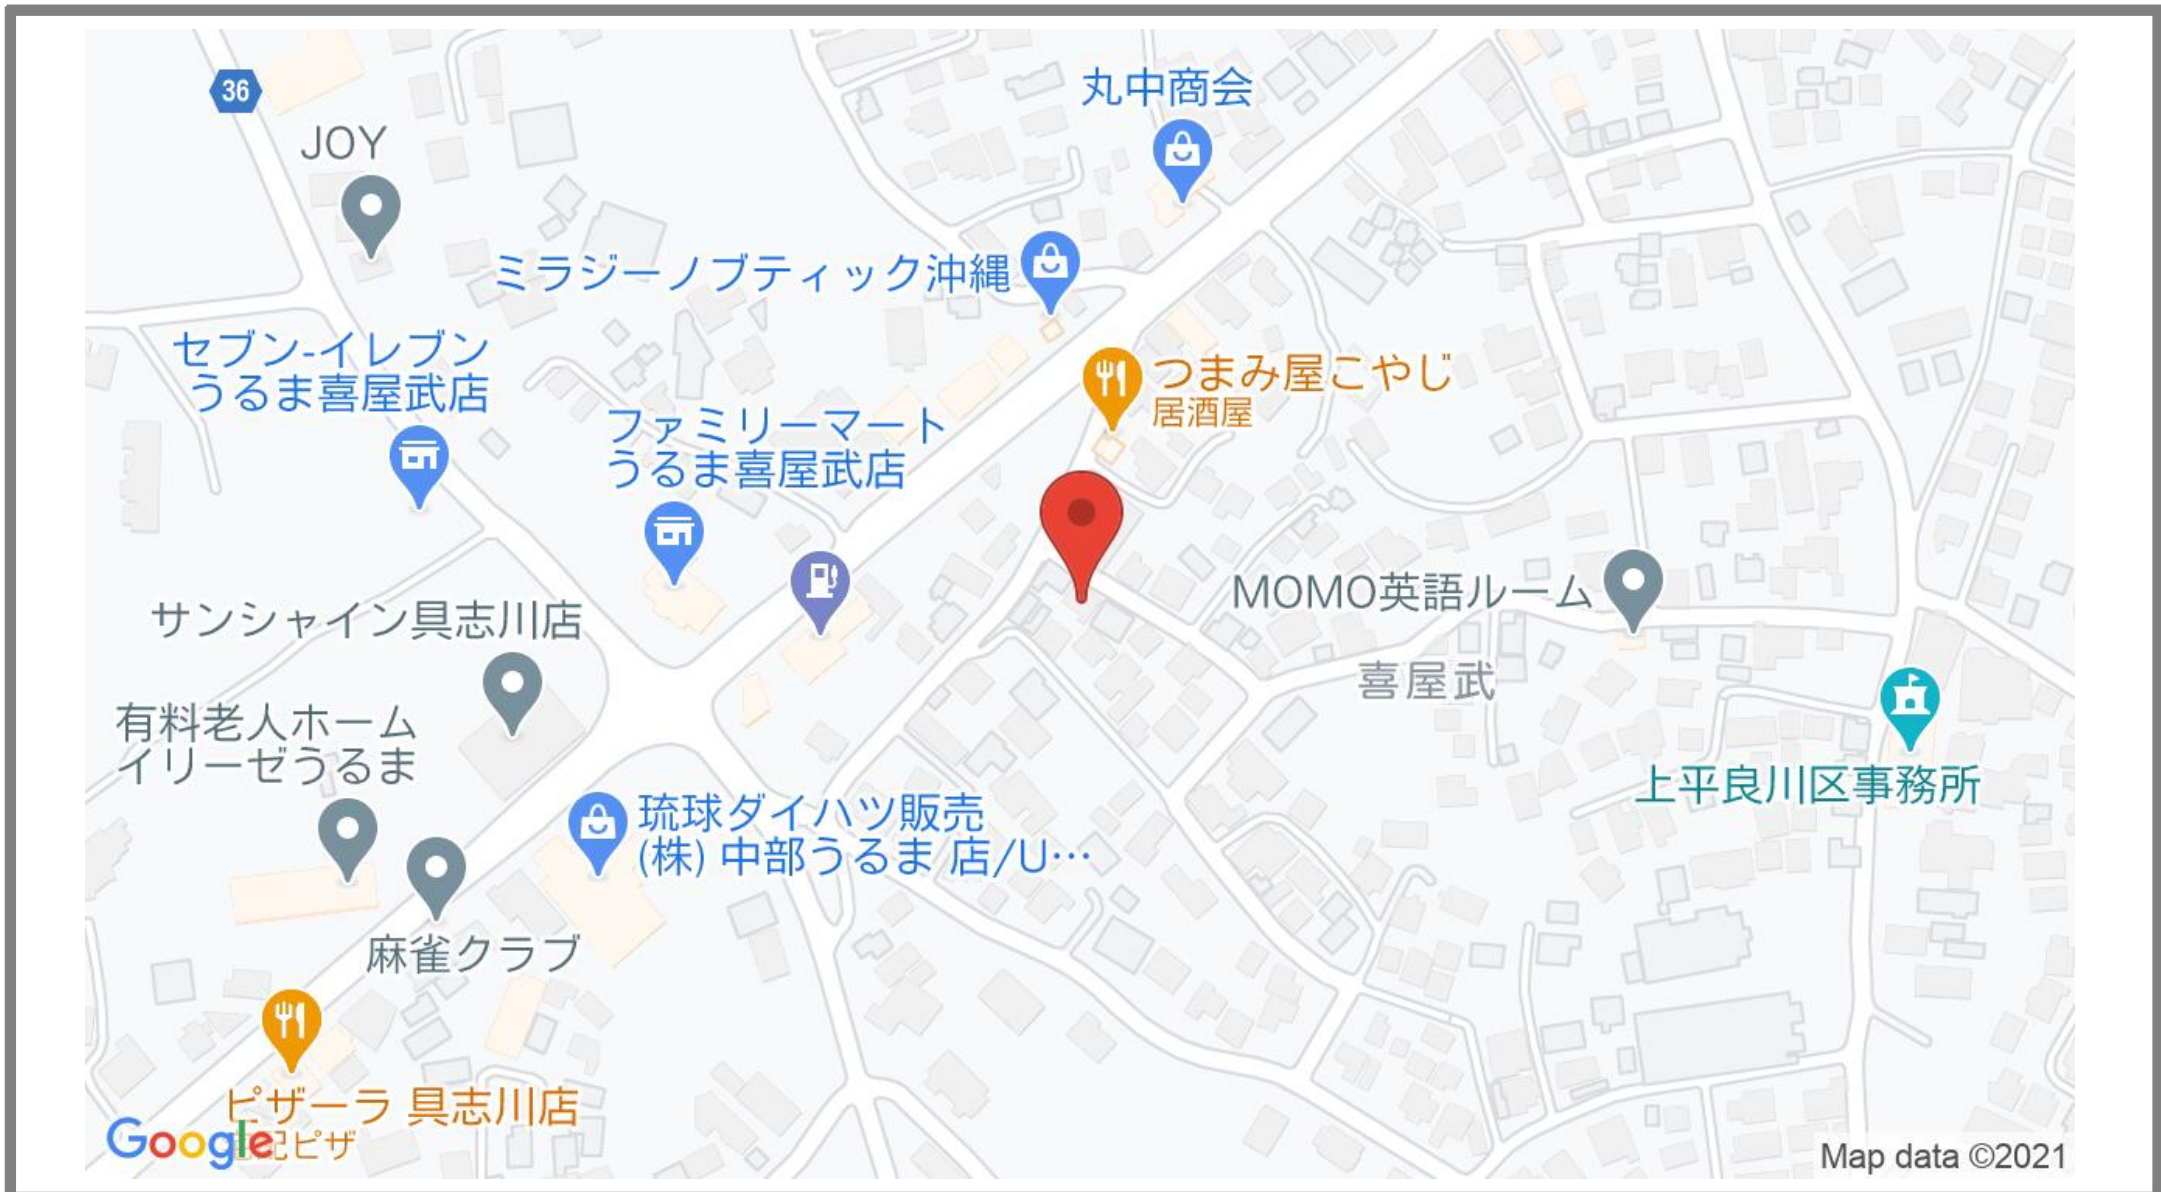 36
丸中商会
JOY
ミラジーノブティック沖縄
セブン-イレブン
うるま喜屋武店
つまみ屋こやじ
居酒屋
ファミリーマート
うるま喜屋武店
MOMO英語ルーム
サンシャイン具志川店
喜屋武
有料老人ホーム
イリーゼうるま
上平良川区事務所
琉球ダイハツ販売
(株) 中部うるま 店/U…
麻雀クラブ
ピザーラ 具志川店
ピザ
Google
Map data ©2021